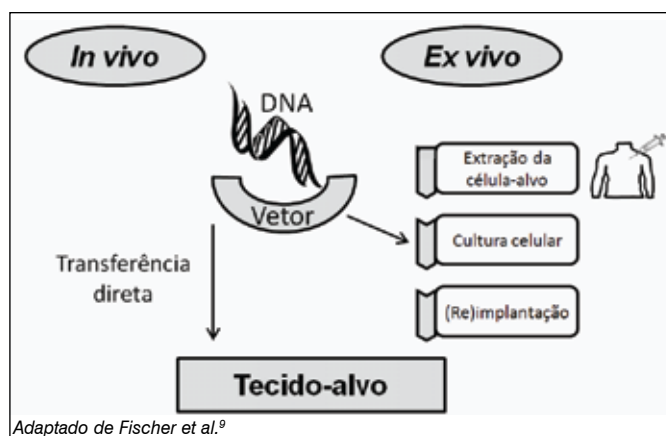 In vivo
Ex vivo
DNA
Vetor
Transferência
direta
Extração da
célula-alvo
Cultura celular
(Re)implantação
Tecido-alvo
Adaptado de Fischer et al.⁹